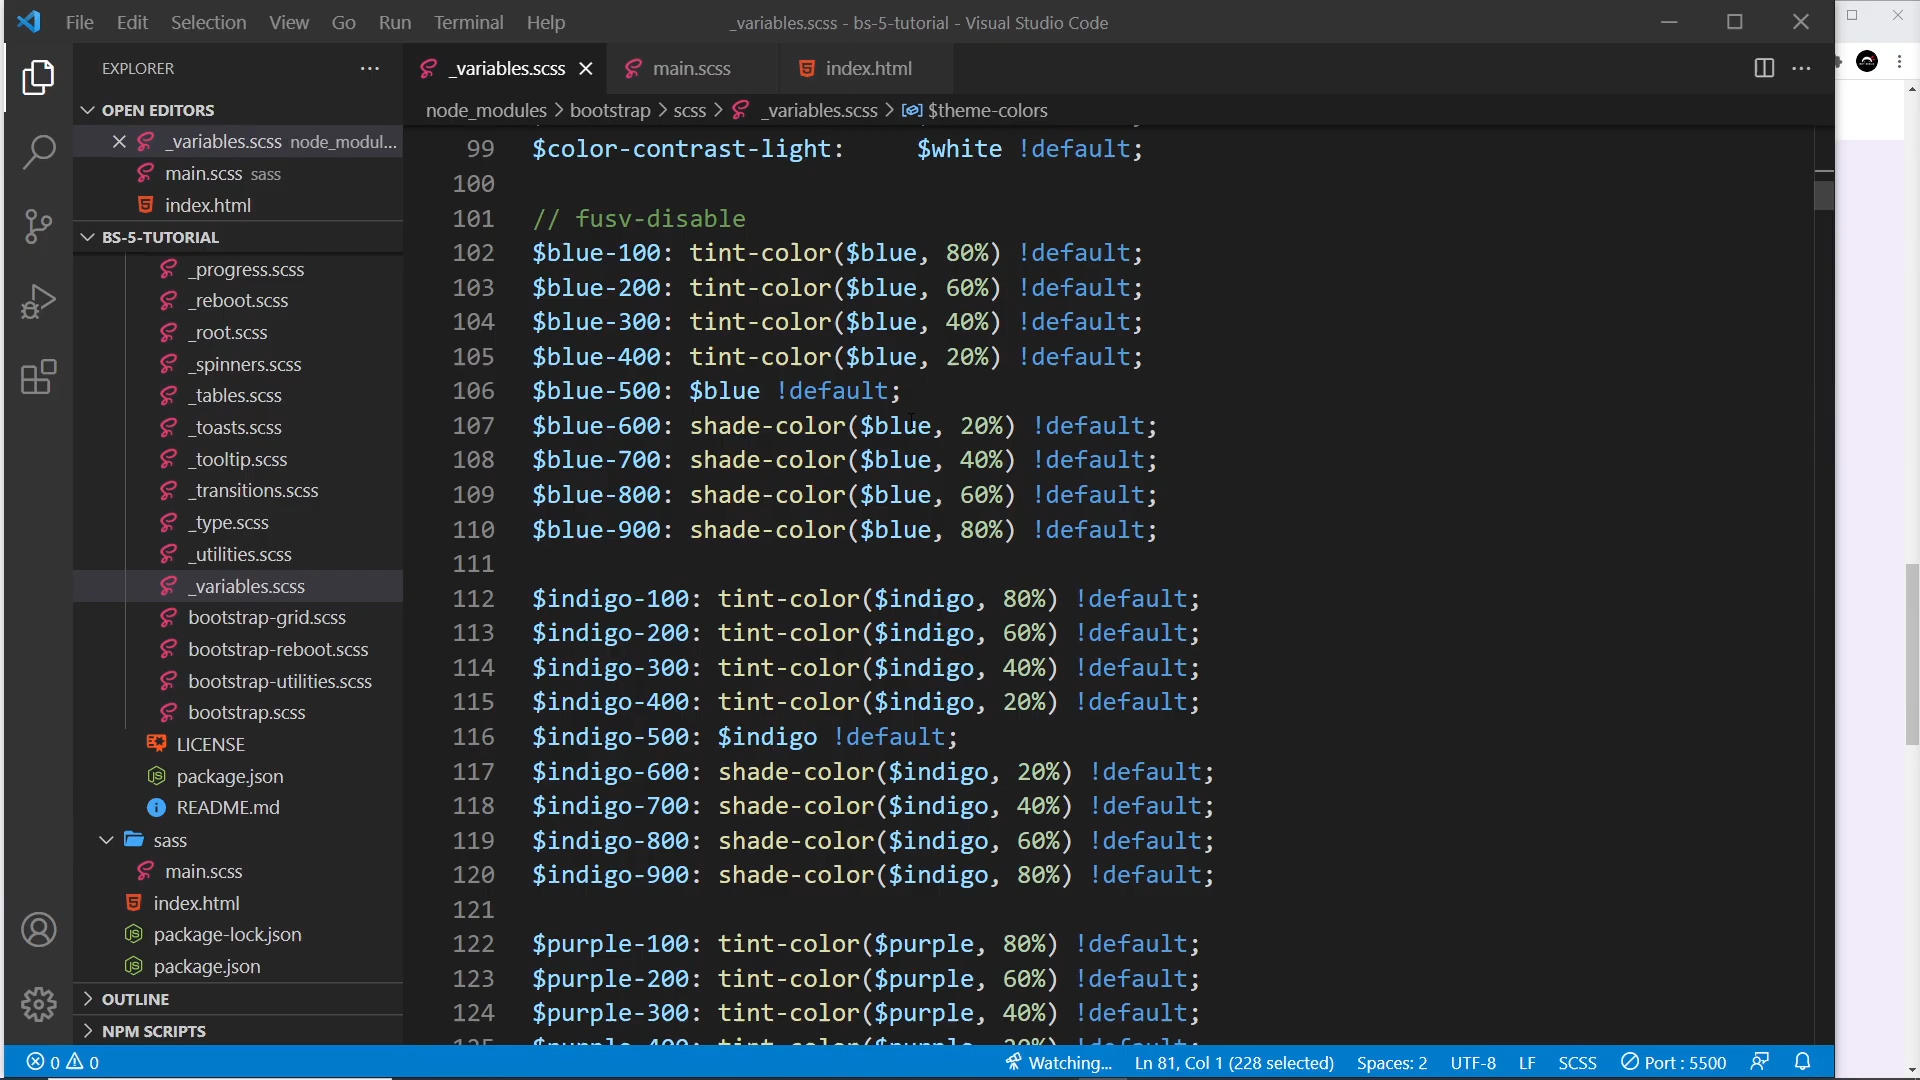 File Edit Selection View Go Run Terminal Help _variables.scss - bs-5-tutorial - Visual Studio Code
EXPLORER
_variables.scss main.scss index.html
node_modules > bootstrap > scss > _variables.scss > $theme-colors
OPEN EDITORS
_variables.scss node_modul...
main.scss sass
index.html
BS-5-TUTORIAL
_progress.scss
_reboot.scss
_root.scss
_spinners.scss
_tables.scss
_toasts.scss
_tooltip.scss
_transitions.scss
_type.scss
_utilities.scss
_variables.scss
bootstrap-grid.scss
bootstrap-reboot.scss
bootstrap-utilities.scss
bootstrap.scss
LICENSE
package.json
README.md
sass
main.scss
index.html
package-lock.json
package.json
OUTLINE
NPM SCRIPTS
99 $color-contrast-light: $white !default;
100
101 // fusv-disable
102 $blue-100: tint-color($blue, 80%) !default;
103 $blue-200: tint-color($blue, 60%) !default;
104 $blue-300: tint-color($blue, 40%) !default;
105 $blue-400: tint-color($blue, 20%) !default;
106 $blue-500: $blue !default;
107 $blue-600: shade-color($blue, 20%) !default;
108 $blue-700: shade-color($blue, 40%) !default;
109 $blue-800: shade-color($blue, 60%) !default;
110 $blue-900: shade-color($blue, 80%) !default;
111
112 $indigo-100: tint-color($indigo, 80%) !default;
113 $indigo-200: tint-color($indigo, 60%) !default;
114 $indigo-300: tint-color($indigo, 40%) !default;
115 $indigo-400: tint-color($indigo, 20%) !default;
116 $indigo-500: $indigo !default;
117 $indigo-600: shade-color($indigo, 20%) !default;
118 $indigo-700: shade-color($indigo, 40%) !default;
119 $indigo-800: shade-color($indigo, 60%) !default;
120 $indigo-900: shade-color($indigo, 80%) !default;
121
122 $purple-100: tint-color($purple, 80%) !default;
123 $purple-200: tint-color($purple, 60%) !default;
124 $purple-300: tint-color($purple, 40%) !default;
0 0 Watching... Ln 81, Col 1 (228 selected) Spaces: 2 UTF-8 LF SCSS Port : 5500